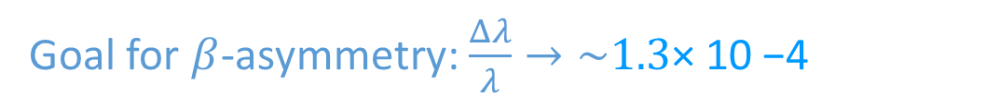 Goal for β-asymmetry: Δλ/λ → ~1.3× 10 −4